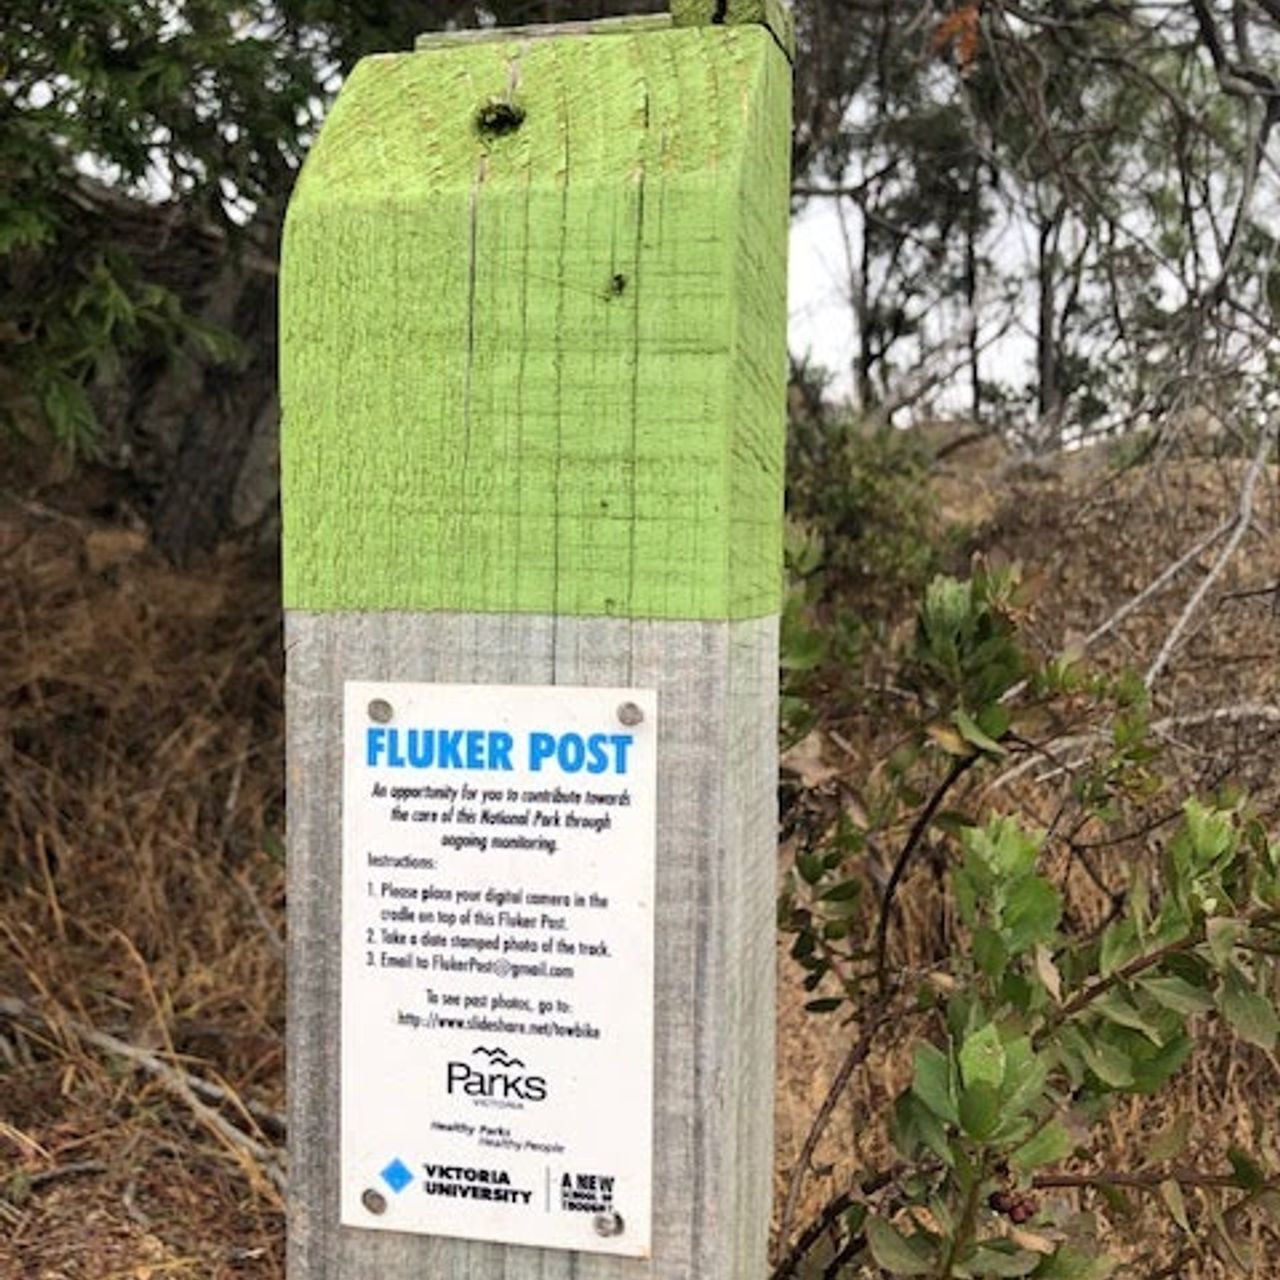 FLUKER POST
An opportunity for you to contribute towards
the care of this National Park through
ongoing monitoring.
Instructions:
1. Please place your digital camera in the
cradle on top of this Fluker Post.
2. Take a date stamped photo of the track.
3. Email to FlukerPost@gmail.com
To see past photos, go to:
http://www.slideshare.net/towbike
Parks
VICTORIA
Healthy Parks
Healthy People
VICTORIA
UNIVERSITY
A NEW
SCHOOL OF
THOUGHT